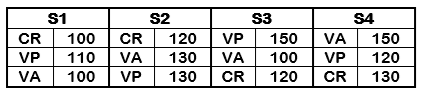 S1 S2 S3 S4
CR 100 CR 120 VP 150 VA 150
VP 110 VA 130 VA 100 VP 120
VA 100 VP 130 CR 120 CR 130